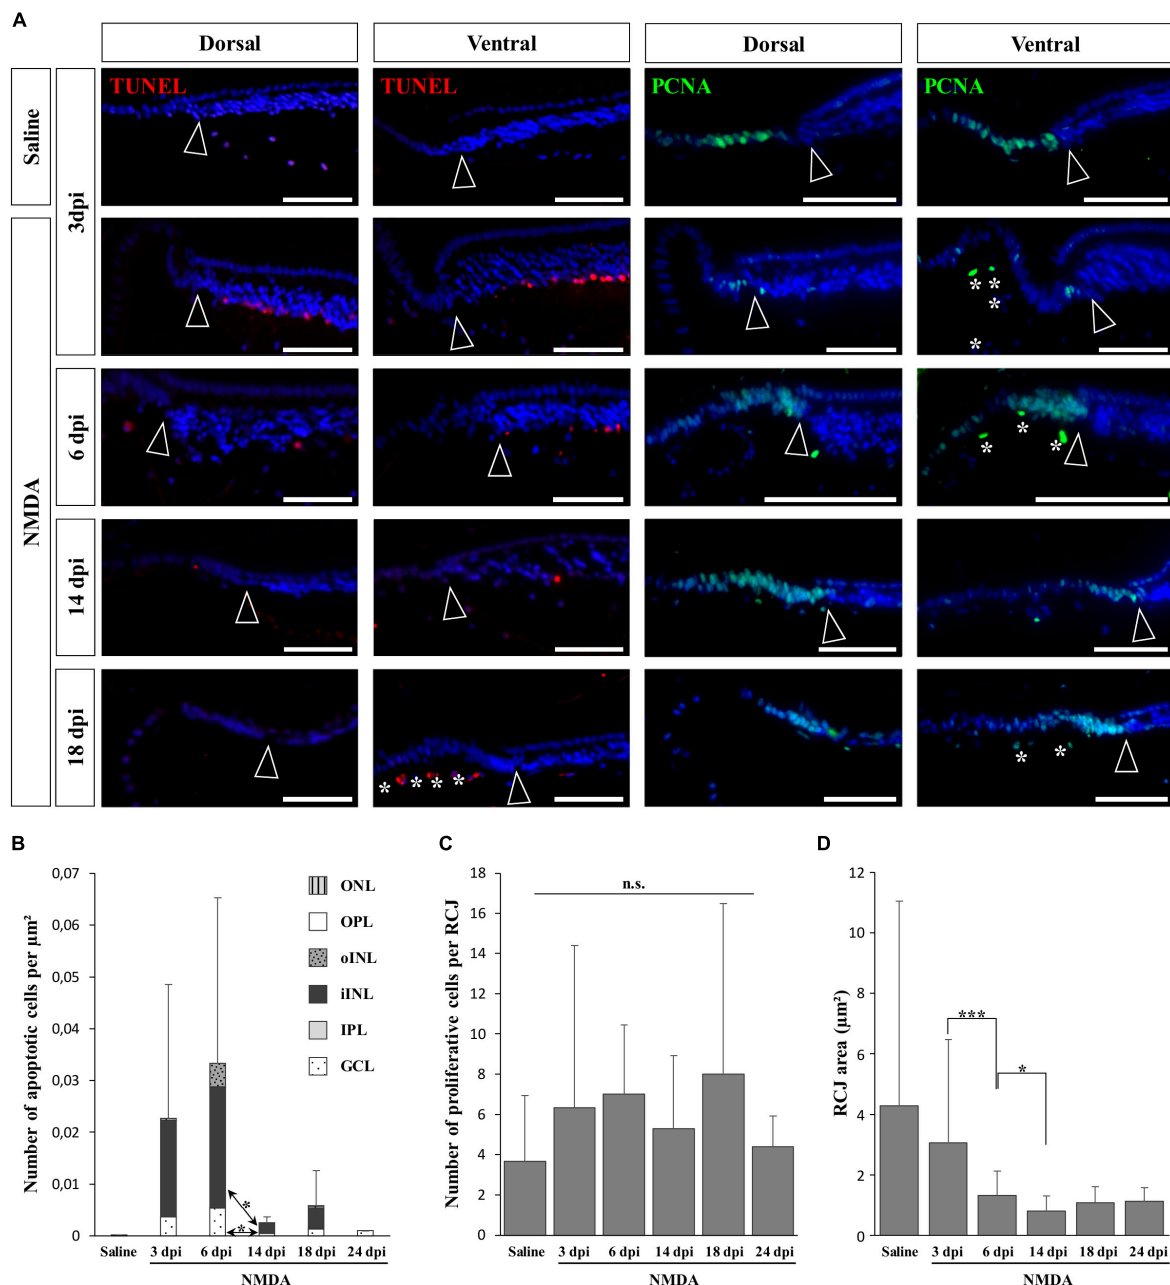 A
Dorsal Ventral Dorsal Ventral
Saline
3dpi
TUNEL TUNEL PCNA PCNA
* * * *
NMDA
6 dpi
* * *
14 dpi
18 dpi
* * * *
* *
B
Number of apoptotic cells per µm²
0,07
0,06
0,05
0,04
0,03
0,02
0,01
0
ONL
OPL
oINL
iINL
IPL
GCL
*
*
Saline 3 dpi 6 dpi 14 dpi 18 dpi 24 dpi
NMDA
C
Number of proliferative cells per RCJ
18
16
14
12
10
8
6
4
2
0
n.s.
Saline 3 dpi 6 dpi 14 dpi 18 dpi 24 dpi
NMDA
D
RCJ area (µm²)
12
10
8
6
4
2
0
***
*
Saline 3 dpi 6 dpi 14 dpi 18 dpi 24 dpi
NMDA